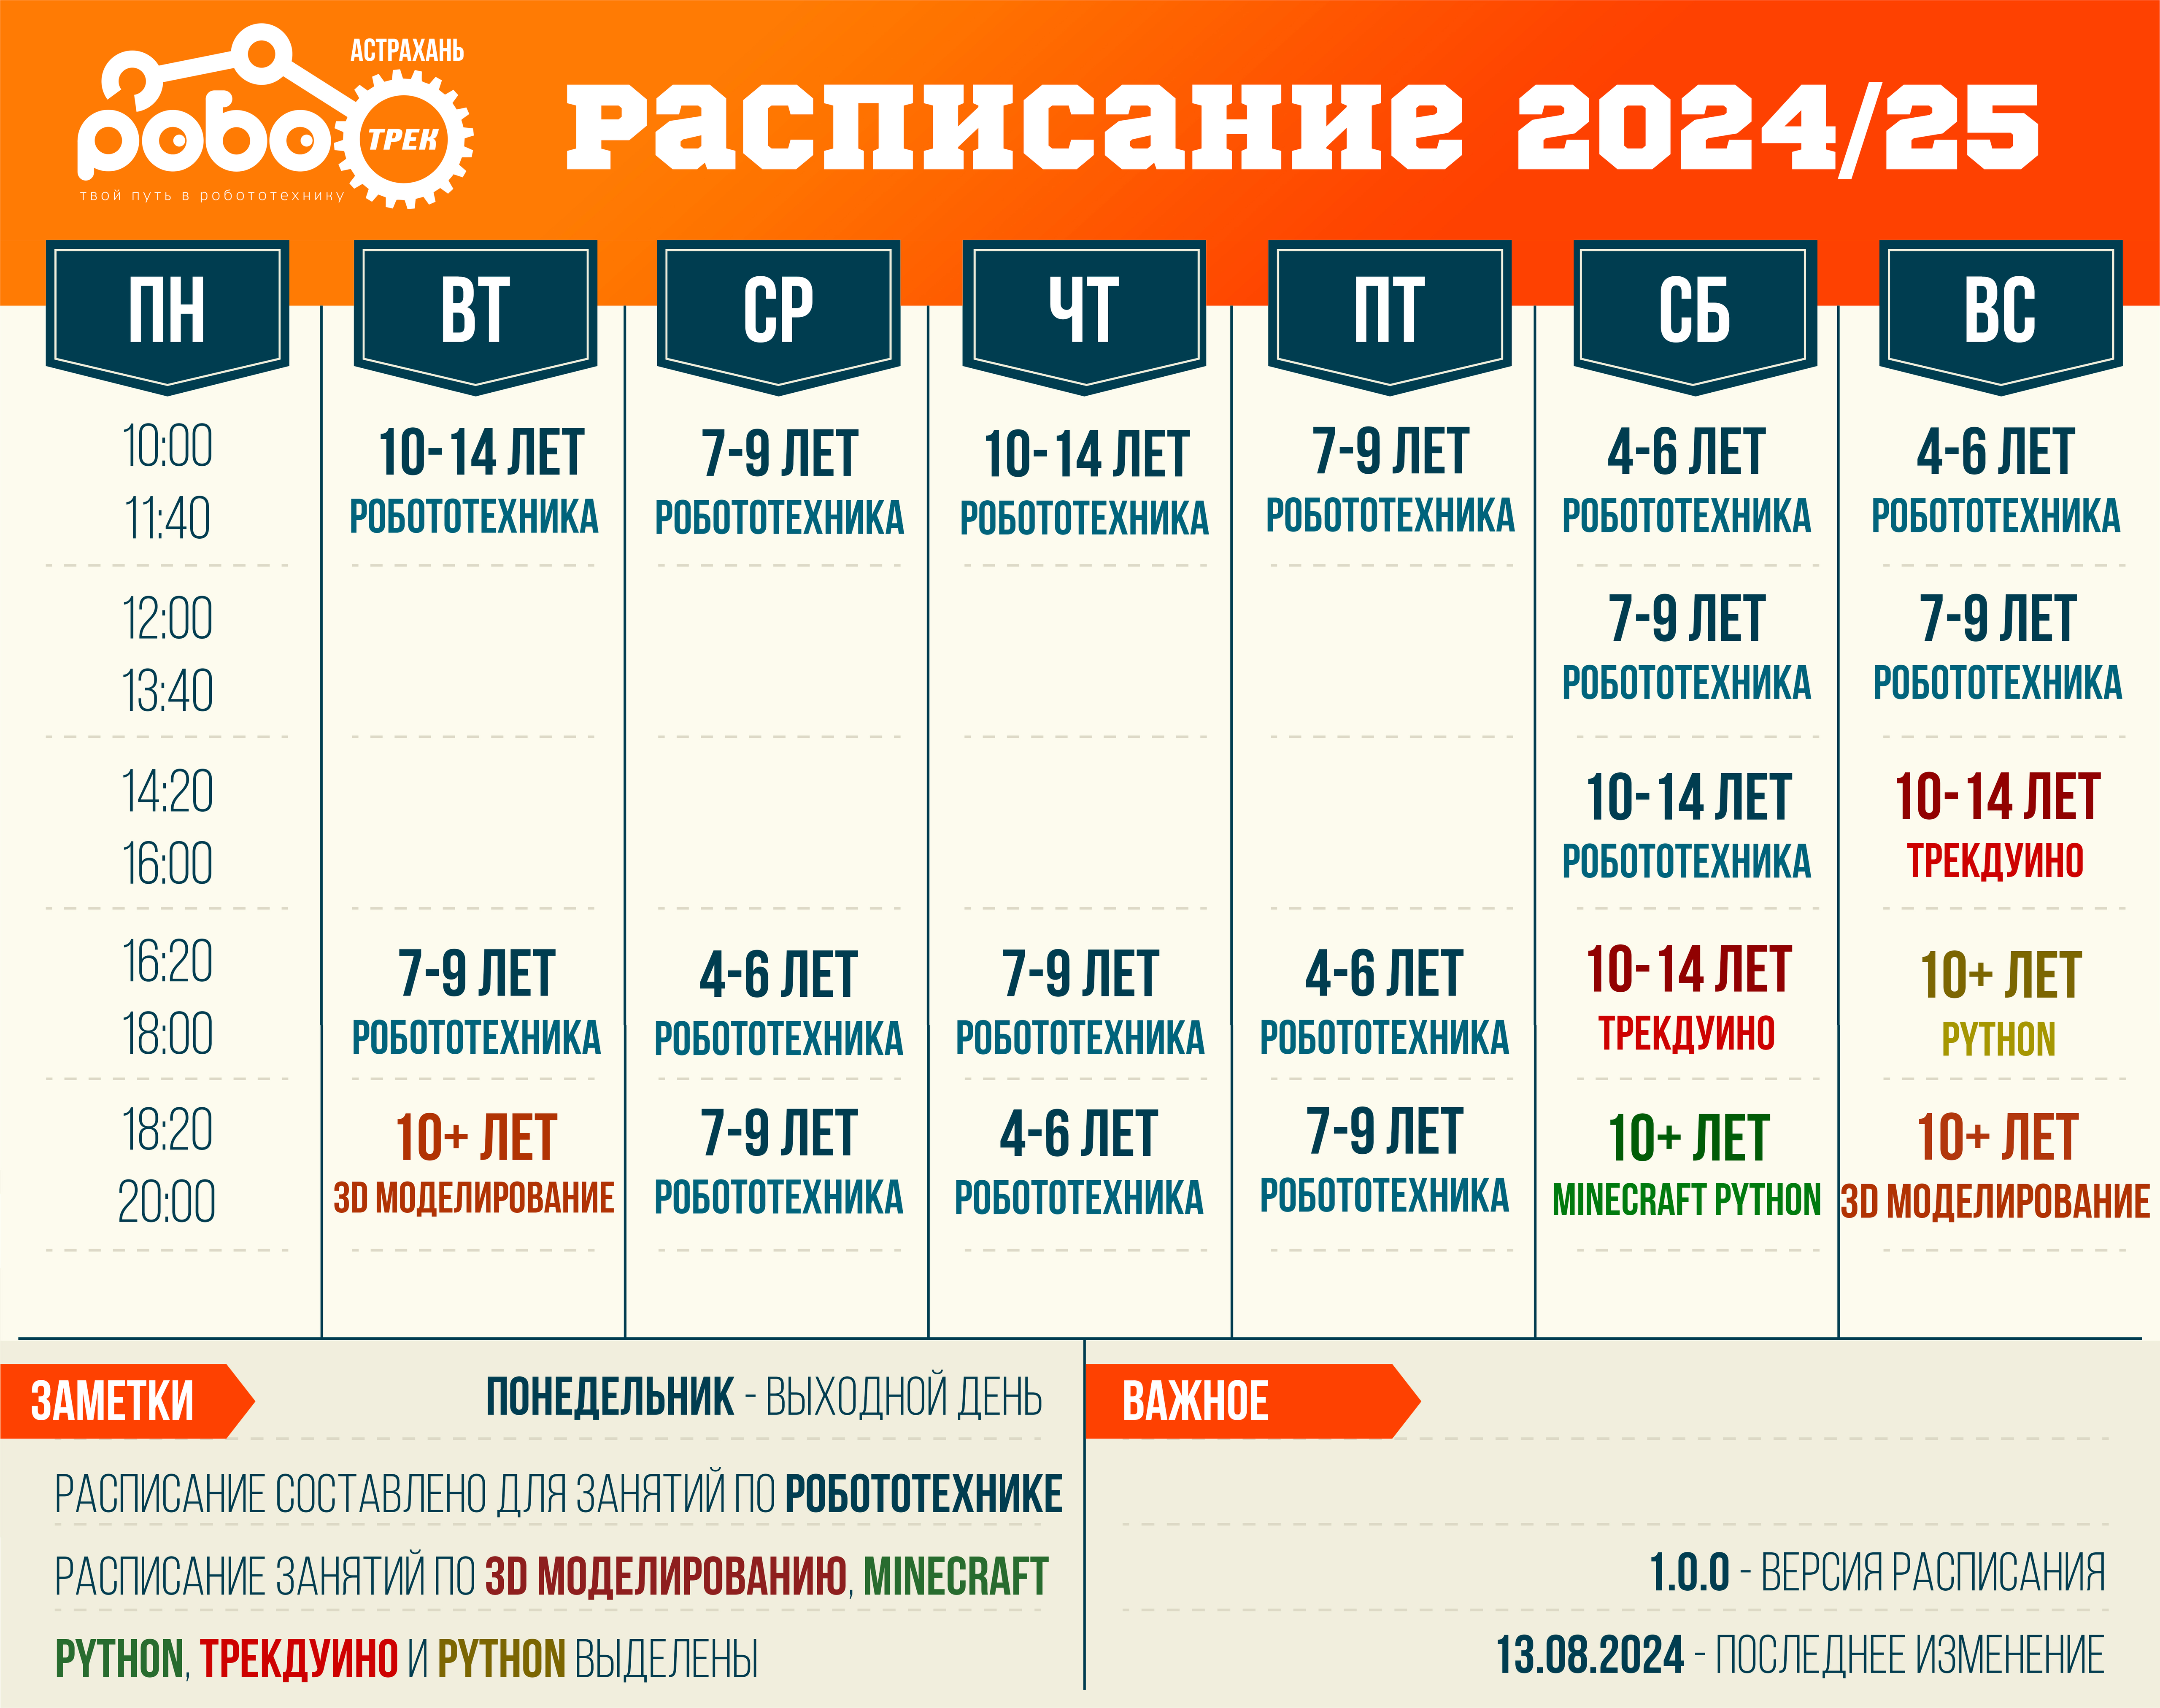 АСТРАХАНЬ
робо ТРЕК
твой путь в робототехнику
Расписание 2024/25
ПН ВТ СР ЧТ ПТ СБ ВС
10:00 10-14 ЛЕТ 7-9 ЛЕТ 10-14 ЛЕТ 7-9 ЛЕТ 4-6 ЛЕТ 4-6 ЛЕТ
11:40 РОБОТОТЕХНИКА РОБОТОТЕХНИКА РОБОТОТЕХНИКА РОБОТОТЕХНИКА РОБОТОТЕХНИКА РОБОТОТЕХНИКА
12:00 7-9 ЛЕТ 7-9 ЛЕТ
13:40 РОБОТОТЕХНИКА РОБОТОТЕХНИКА
14:20 10-14 ЛЕТ 10-14 ЛЕТ
16:00 РОБОТОТЕХНИКА ТРЕКДУИНО
16:20 7-9 ЛЕТ 4-6 ЛЕТ 7-9 ЛЕТ 4-6 ЛЕТ 10-14 ЛЕТ 10+ ЛЕТ
18:00 РОБОТОТЕХНИКА РОБОТОТЕХНИКА РОБОТОТЕХНИКА РОБОТОТЕХНИКА ТРЕКДУИНО PYTHON
18:20 10+ ЛЕТ 7-9 ЛЕТ 4-6 ЛЕТ 7-9 ЛЕТ 10+ ЛЕТ 10+ ЛЕТ
20:00 3D МОДЕЛИРОВАНИЕ РОБОТОТЕХНИКА РОБОТОТЕХНИКА РОБОТОТЕХНИКА MINECRAFT PYTHON 3D МОДЕЛИРОВАНИЕ
ЗАМЕТКИ
ПОНЕДЕЛЬНИК - ВЫХОДНОЙ ДЕНЬ
РАСПИСАНИЕ СОСТАВЛЕНО ДЛЯ ЗАНЯТИЙ ПО РОБОТОТЕХНИКЕ
РАСПИСАНИЕ ЗАНЯТИЙ ПО 3D МОДЕЛИРОВАНИЮ, MINECRAFT
PYTHON, ТРЕКДУИНО И PYTHON ВЫДЕЛЕНЫ
ВАЖНОЕ
1.0.0 - ВЕРСИЯ РАСПИСАНИЯ
13.08.2024 - ПОСЛЕДНЕЕ ИЗМЕНЕНИЕ